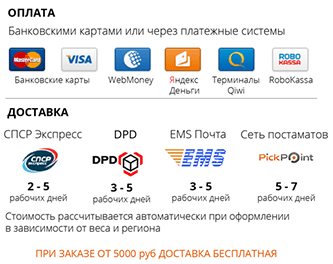 ОПЛАТА
Банковскими картами или через платежные системы
MasterCard VISA ROBO KASSA
Банковские карты WebMoney Яндекс Деньги Терминалы Qiwi RoboKassa
ДОСТАВКА
СПСР Экспресс DPD EMS Почта Сеть постаматов
СПСР экспресс DPD EMS PickPoint
2 - 5 3 - 5 3 - 5 5 - 7
рабочих дней рабочих дней рабочих дней рабочих дней
Стоимость рассчитывается автоматически при оформлении
в зависимости от веса и региона
ПРИ ЗАКАЗЕ ОТ 5000 руб ДОСТАВКА БЕСПЛАТНАЯ